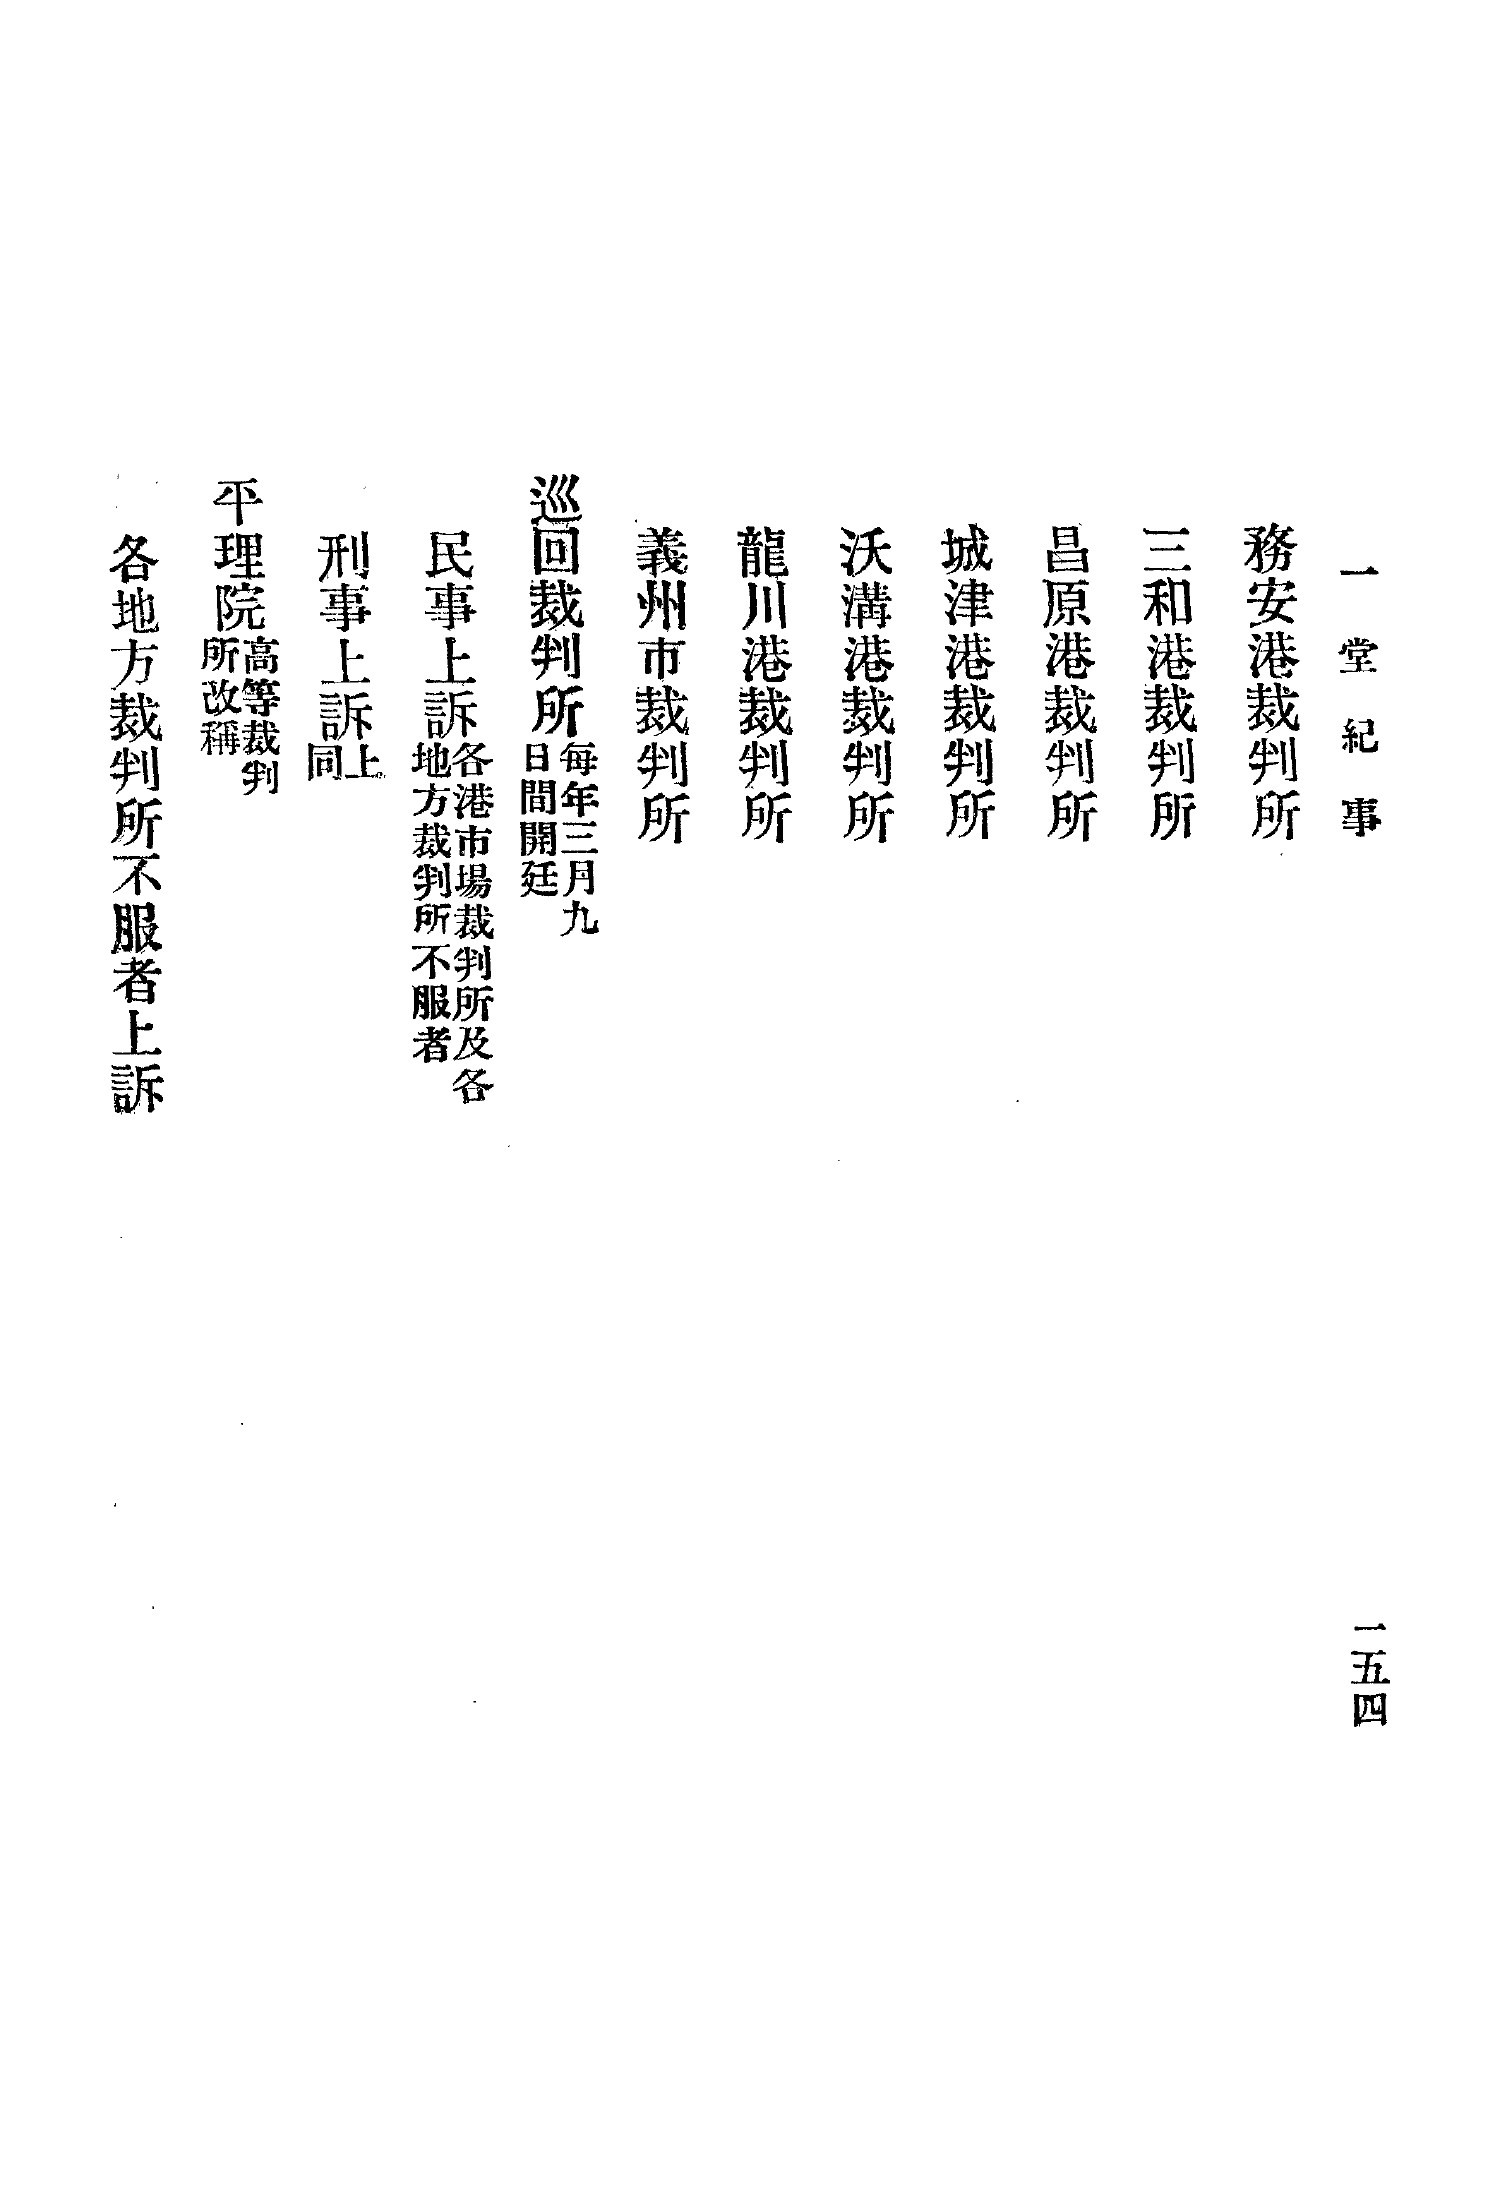 一堂紀事
務安港裁判所
三和港裁判所
昌原港裁判所
城津港裁判所
沃溝港裁判所
龍川港裁判所
義州市裁判所
巡回裁判所
每年三月九
日間開廷
民事上訴
各港市場裁判所及各
地方裁判所不服者
刑事上訴
上
同
平理院
高等裁判
所改稱
各地方裁判所不服者上訴
一五四